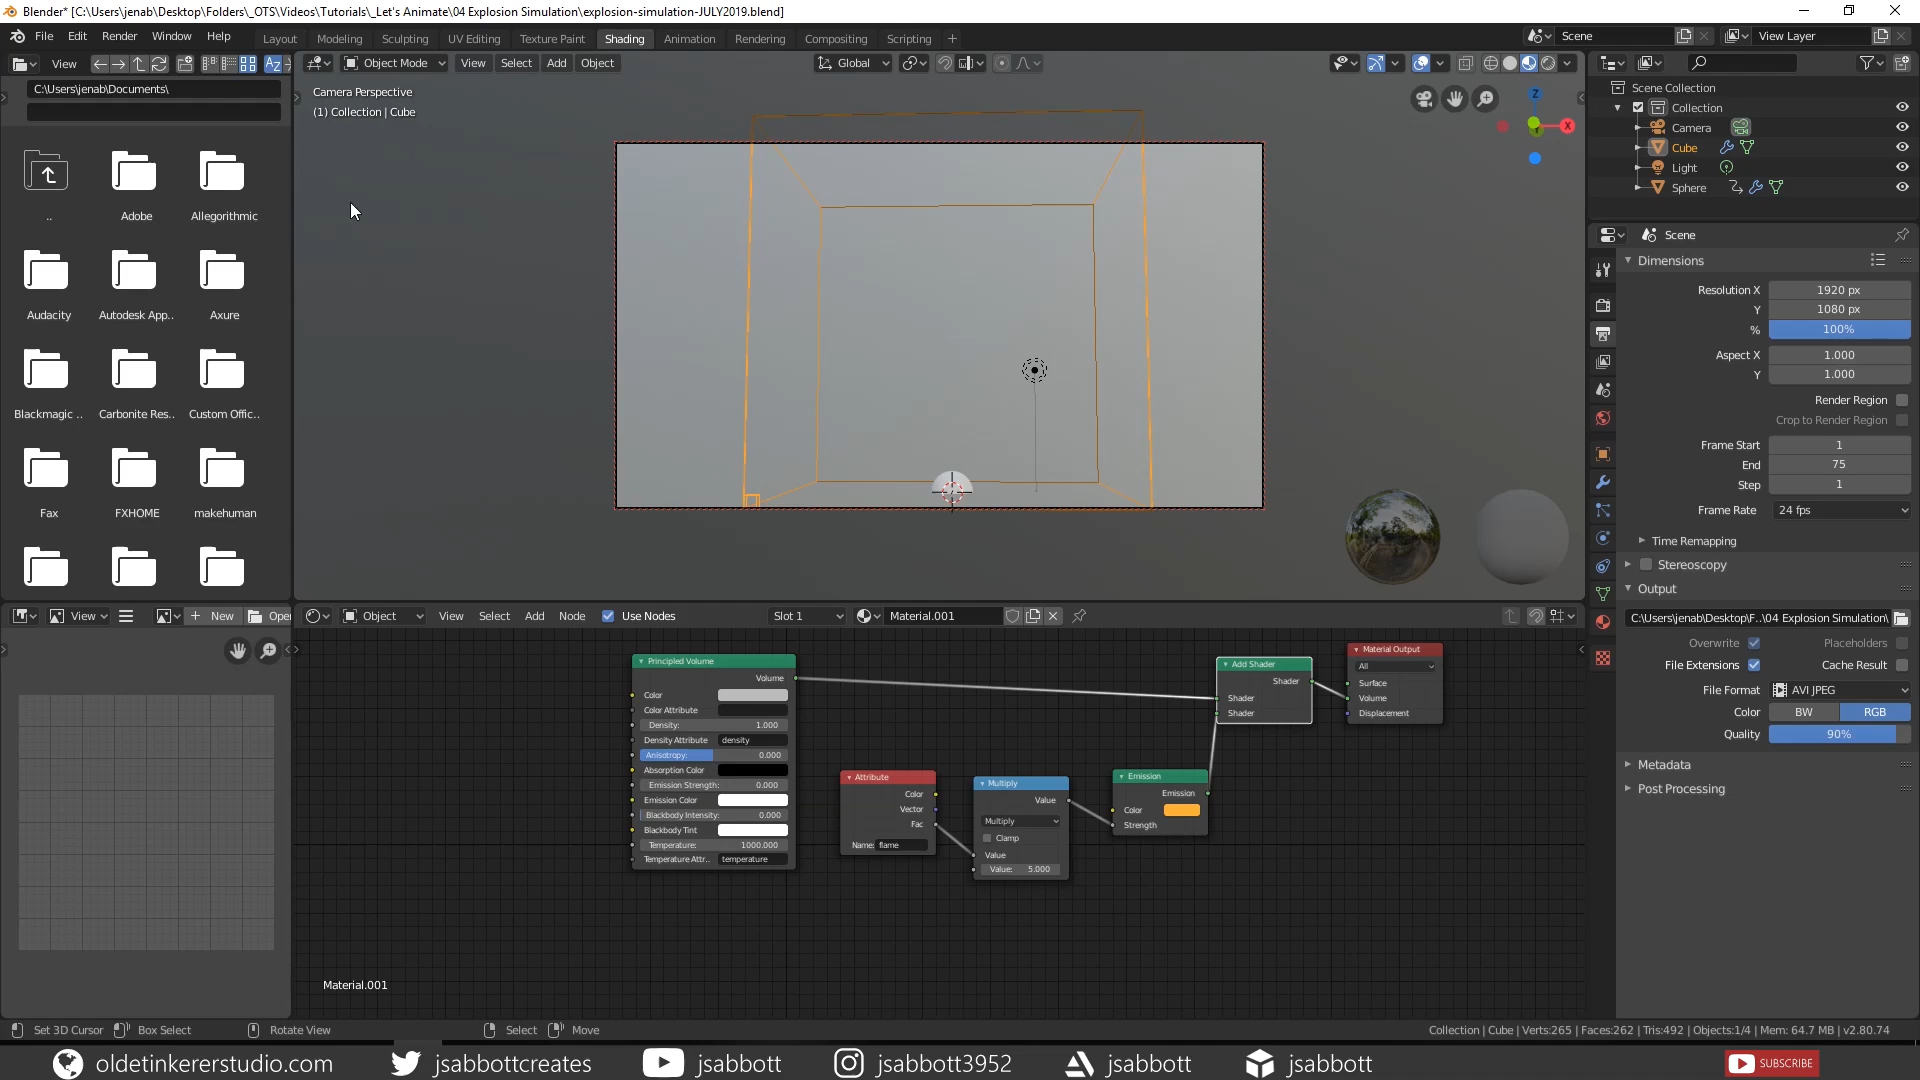 Blender* [C:\Users\jenab\Desktop\Folders\_OTS\Videos\Tutorials\_Let's Animate\04 Explosion Simulation\explosion-simulation-JULY2019.blend]
File Edit Render Window Help Layout Modeling Sculpting UV Editing Texture Paint Shading Animation Rendering Compositing Scripting + Scene View Layer
View Object Mode View Select Add Object Global
C:\Users\jenab\Documents\
..
Adobe
Allegorithmic
Audacity
Autodesk App..
Axure
Blackmagic ..
Carbonite Res..
Custom Offic..
Fax
FXHOME
makehuman
Camera Perspective
(1) Collection | Cube
Z
X
Y
Scene Collection
Collection
Camera
Cube
Light
Sphere
Scene
Dimensions
Resolution X 1920 px
Y 1080 px
% 100%
Aspect X 1.000
Y 1.000
Render Region
Crop to Render Region
Frame Start 1
End 75
Step 1
Frame Rate 24 fps
Time Remapping
Stereoscopy
Output
C:\Users\jenab\Desktop\F..\04 Explosion Simulation\
Overwrite Placeholders
File Extensions Cache Result
File Format AVI JPEG
Color BW RGB
Quality 90%
Metadata
Post Processing
View + New Open
Object View Select Add Node Use Nodes Slot 1 Material.001
Principled Volume
Volume
Color
Color Attribute
Density: 1.000
Density Attribute density
Anisotropy: 0.000
Absorption Color
Emission Strength: 0.000
Emission Color
Blackbody Intensity: 0.000
Blackbody Tint
Temperature: 1000.000
Temperature Attr.. temperature
Attribute
Color
Vector
Fac
Name: flame
Multiply
Value
Multiply
Clamp
Value
Value: 5.000
Emission
Emission
Color
Strength
Add Shader
Shader
Shader
Shader
Material Output
All
Surface
Volume
Displacement
Material.001
Set 3D Cursor Box Select Rotate View Select Move Collection | Cube | Verts:265 | Faces:262 | Tris:492 | Objects:1/4 | Mem: 64.7 MB | v2.80.74
oldetinkererstudio.com jsabbottcreates jsabbott jsabbott3952 jsabbott jsabbott SUBSCRIBE